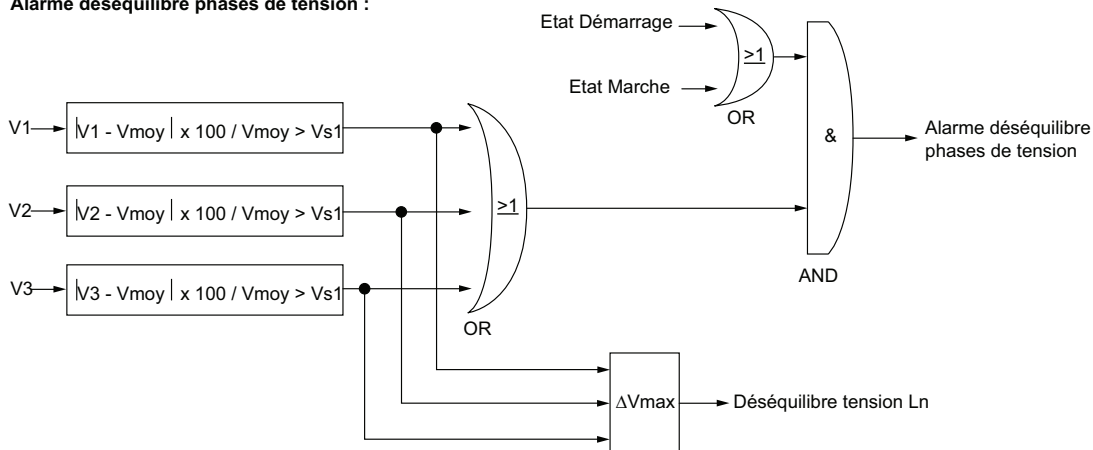 Alarme déséquilibre phases de tension :
Etat Démarrage
≥1
Etat Marche
OR
V1
|V1 - Vmoy | x 100 / Vmoy > Vs1
&
Alarme déséquilibre
phases de tension
V2
|V2 - Vmoy | x 100 / Vmoy > Vs1
≥1
V3
|V3 - Vmoy | x 100 / Vmoy > Vs1
AND
OR
ΔVmax
Déséquilibre tension Ln